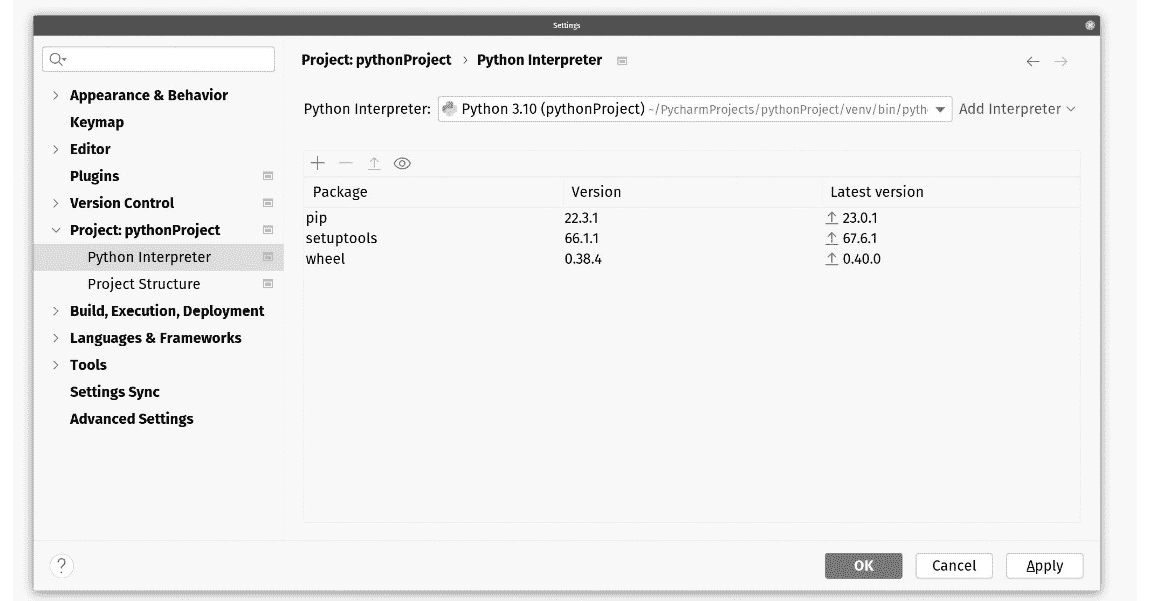 Settings
Project: pythonProject › Python Interpreter
Appearance & Behavior
Keymap
Editor
Plugins
Version Control
Project: pythonProject
Python Interpreter
Project Structure
Build, Execution, Deployment
Languages & Frameworks
Tools
Settings Sync
Advanced Settings
Python Interpreter: Python 3.10 (pythonProject) ~/PycharmProjects/pythonProject/venv/bin/pyth Add Interpreter
Package Version Latest version
pip 22.3.1 23.0.1
setuptools 66.1.1 67.6.1
wheel 0.38.4 0.40.0
? OK Cancel Apply